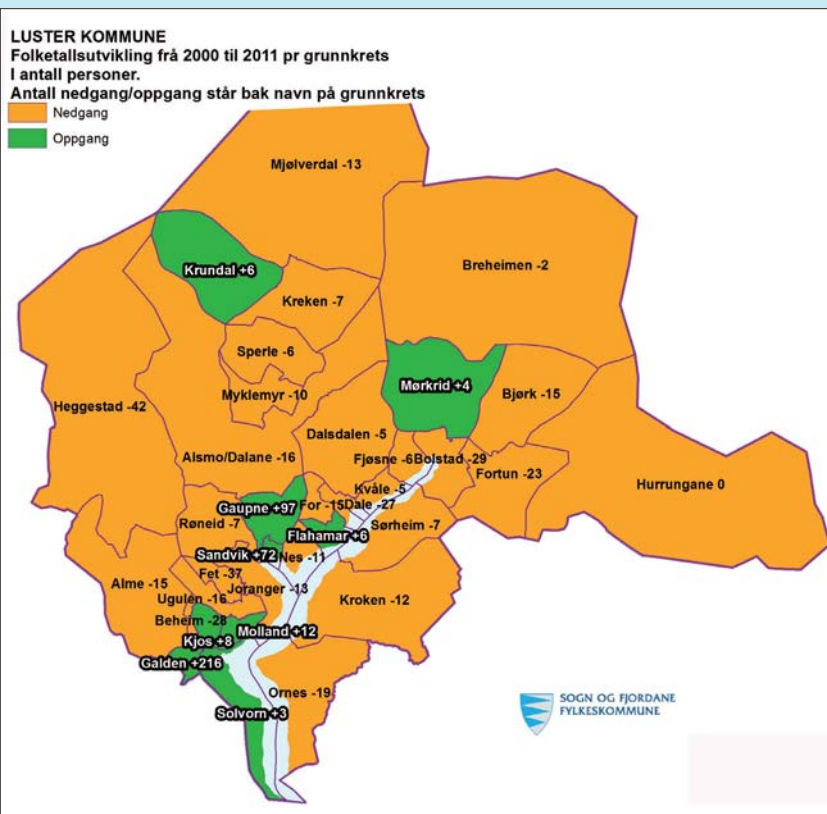 LUSTER KOMMUNE
Folketallsutvikling frå 2000 til 2011 pr grunnkrets
I antall personer.
Antall nedgang/oppgang står bak navn på grunnkrets
Nedgang
Oppgang
Mjølverdal -13
Krundal +6
Breheimen -2
Kreken -7
Sperle -6
Mørkrid +4
Myklemyr -10
Bjørk -15
Heggestad -42
Dalsdalen -5
Alsmo/Dalane -16
Fjøsne -6
Bolstad -29
Fortun -23
Hurrungane 0
Kvåle -5
Gaupne +97
For -15
Dale -27
Røneid -7
Sørheim -7
Flahamar +6
Sandvik +72
Nes -11
Fet -37
Alme -15
Joranger -13
Ugulen -16
Kroken -12
Beheim -28
Molland +12
Kjos +8
Galden +216
Ornes -19
Solvorn +3
SOGN OG FJORDANE
FYLKESKOMMUNE